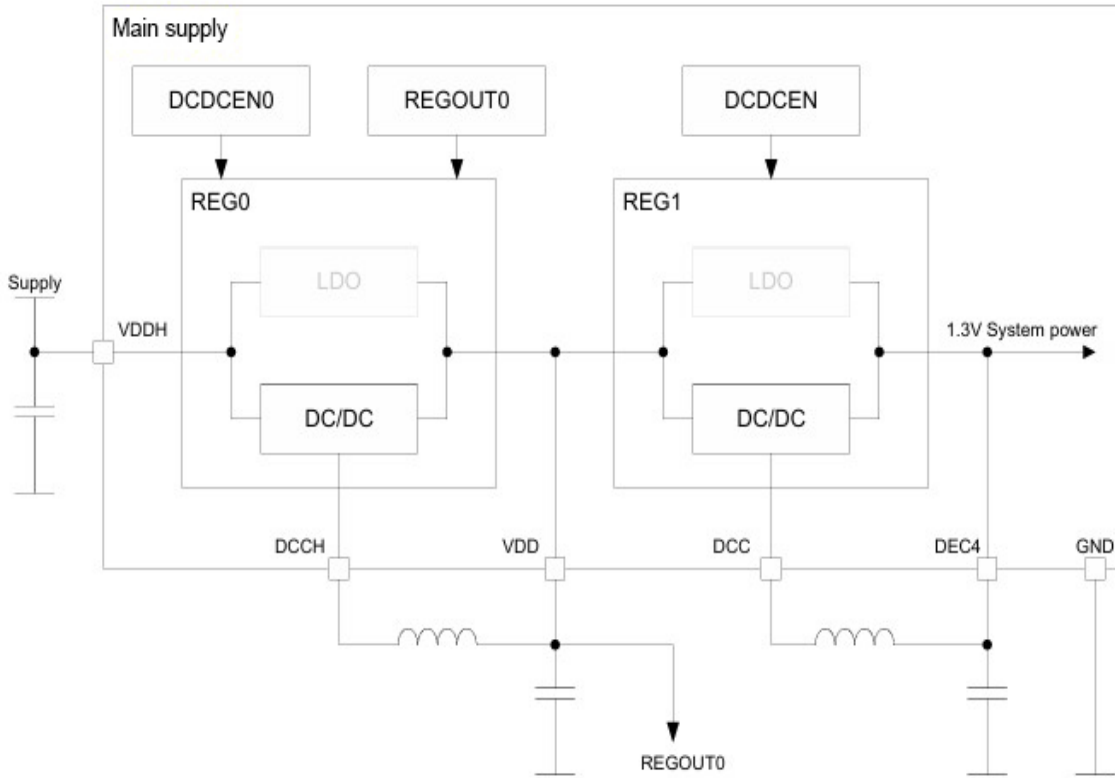 Main supply
DCDCEN0
REGOUT0
DCDCEN
REG0
REG1
LDO
LDO
Supply
VDDH
1.3V System power
DC/DC
DC/DC
DCCH
VDD
DCC
DEC4
GND
REGOUT0